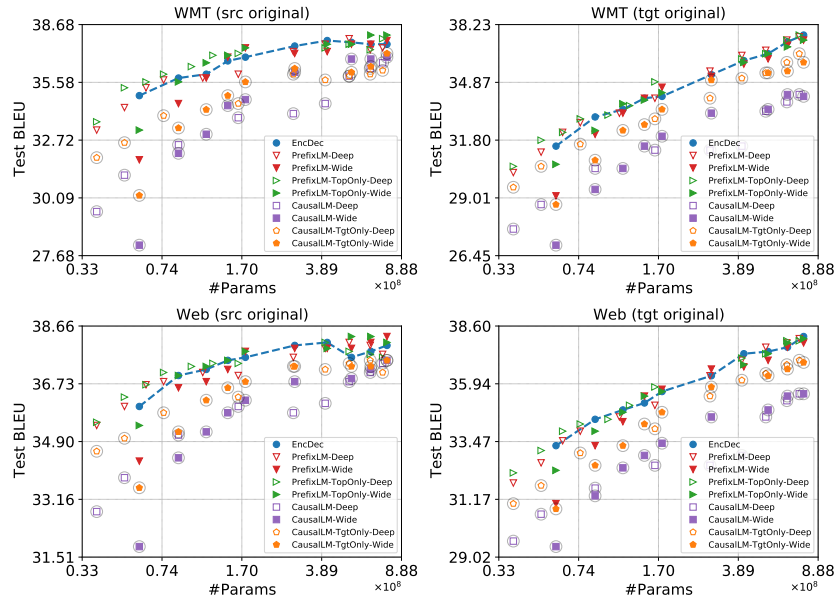 WMT (src original)
38.68
35.58
32.72
30.09
27.68
Test BLEU
EncDec
PrefixLM-Deep
PrefixLM-Wide
PrefixLM-TopOnly-Deep
PrefixLM-TopOnly-Wide
CausalLM-Deep
CausalLM-Wide
CausalLM-TgtOnly-Deep
CausalLM-TgtOnly-Wide
0.33 0.74 1.70 3.89 8.88
#Params ×10⁸
WMT (tgt original)
38.23
34.87
31.80
29.01
26.45
Test BLEU
EncDec
PrefixLM-Deep
PrefixLM-Wide
PrefixLM-TopOnly-Deep
PrefixLM-TopOnly-Wide
CausalLM-Deep
CausalLM-Wide
CausalLM-TgtOnly-Deep
CausalLM-TgtOnly-Wide
0.33 0.74 1.70 3.89 8.88
#Params ×10⁸
Web (src original)
38.66
36.73
34.90
33.16
31.51
Test BLEU
EncDec
PrefixLM-Deep
PrefixLM-Wide
PrefixLM-TopOnly-Deep
PrefixLM-TopOnly-Wide
CausalLM-Deep
CausalLM-Wide
CausalLM-TgtOnly-Deep
CausalLM-TgtOnly-Wide
0.33 0.74 1.70 3.89 8.88
#Params ×10⁸
Web (tgt original)
38.60
35.94
33.47
31.17
29.02
Test BLEU
EncDec
PrefixLM-Deep
PrefixLM-Wide
PrefixLM-TopOnly-Deep
PrefixLM-TopOnly-Wide
CausalLM-Deep
CausalLM-Wide
CausalLM-TgtOnly-Deep
CausalLM-TgtOnly-Wide
0.33 0.74 1.70 3.89 8.88
#Params ×10⁸